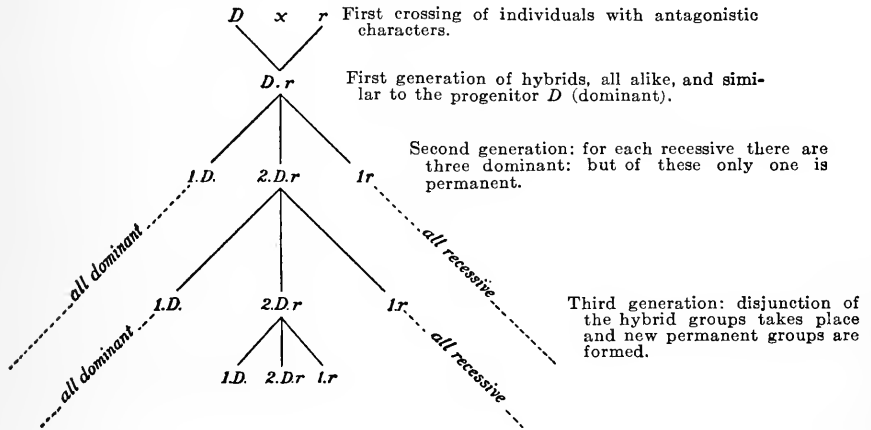 D x r First crossing of individuals with antagonistic
characters.
D.r First generation of hybrids, all alike, and simi-
lar to the progenitor D (dominant).
Second generation: for each recessive there are
three dominant: but of these only one is
permanent.
1.D. 2.D.r 1r
all dominant
all recessive
1.D. 2.D.r 1.r
Third generation: disjunction of
the hybrid groups takes place
and new permanent groups are
formed.
all dominant
all recessive
1.D. 2.D.r 1.r